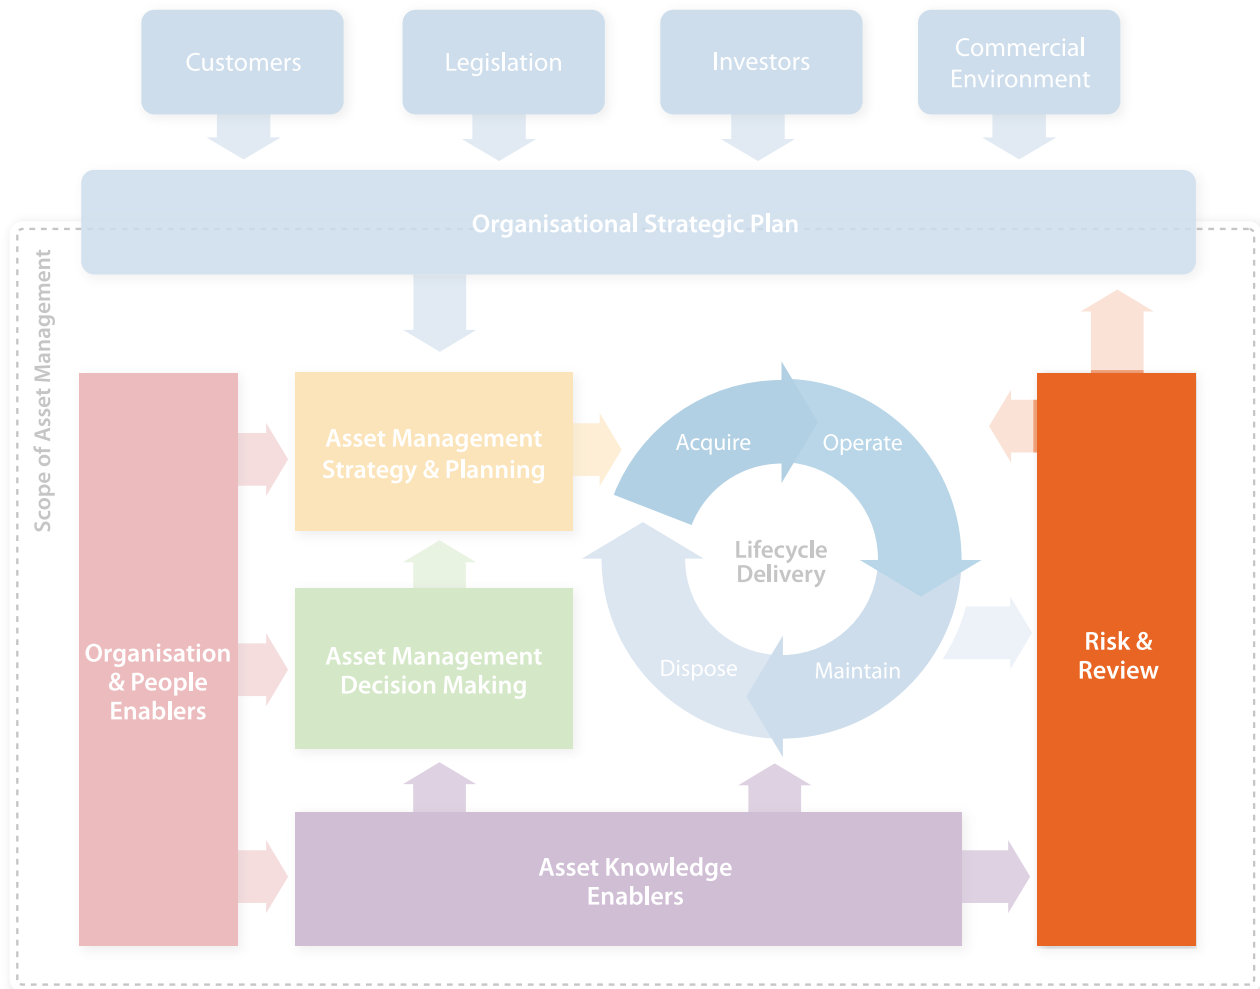 Customers
Legislation
Investors
Commercial
Environment
Organisational Strategic Plan
Scope of Asset Management
Asset Management
Strategy & Planning
Acquire
Operate
Lifecycle
Delivery
Organisation
& People
Enablers
Asset Management
Decision Making
Dispose
Maintain
Risk &
Review
Asset Knowledge
Enablers